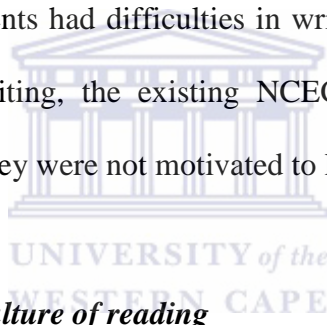 nts had difficulties in wri
iting, the existing NCEC
ey were not motivated to
UNIVERSITY of the
WESTERN CAPE
lture of reading